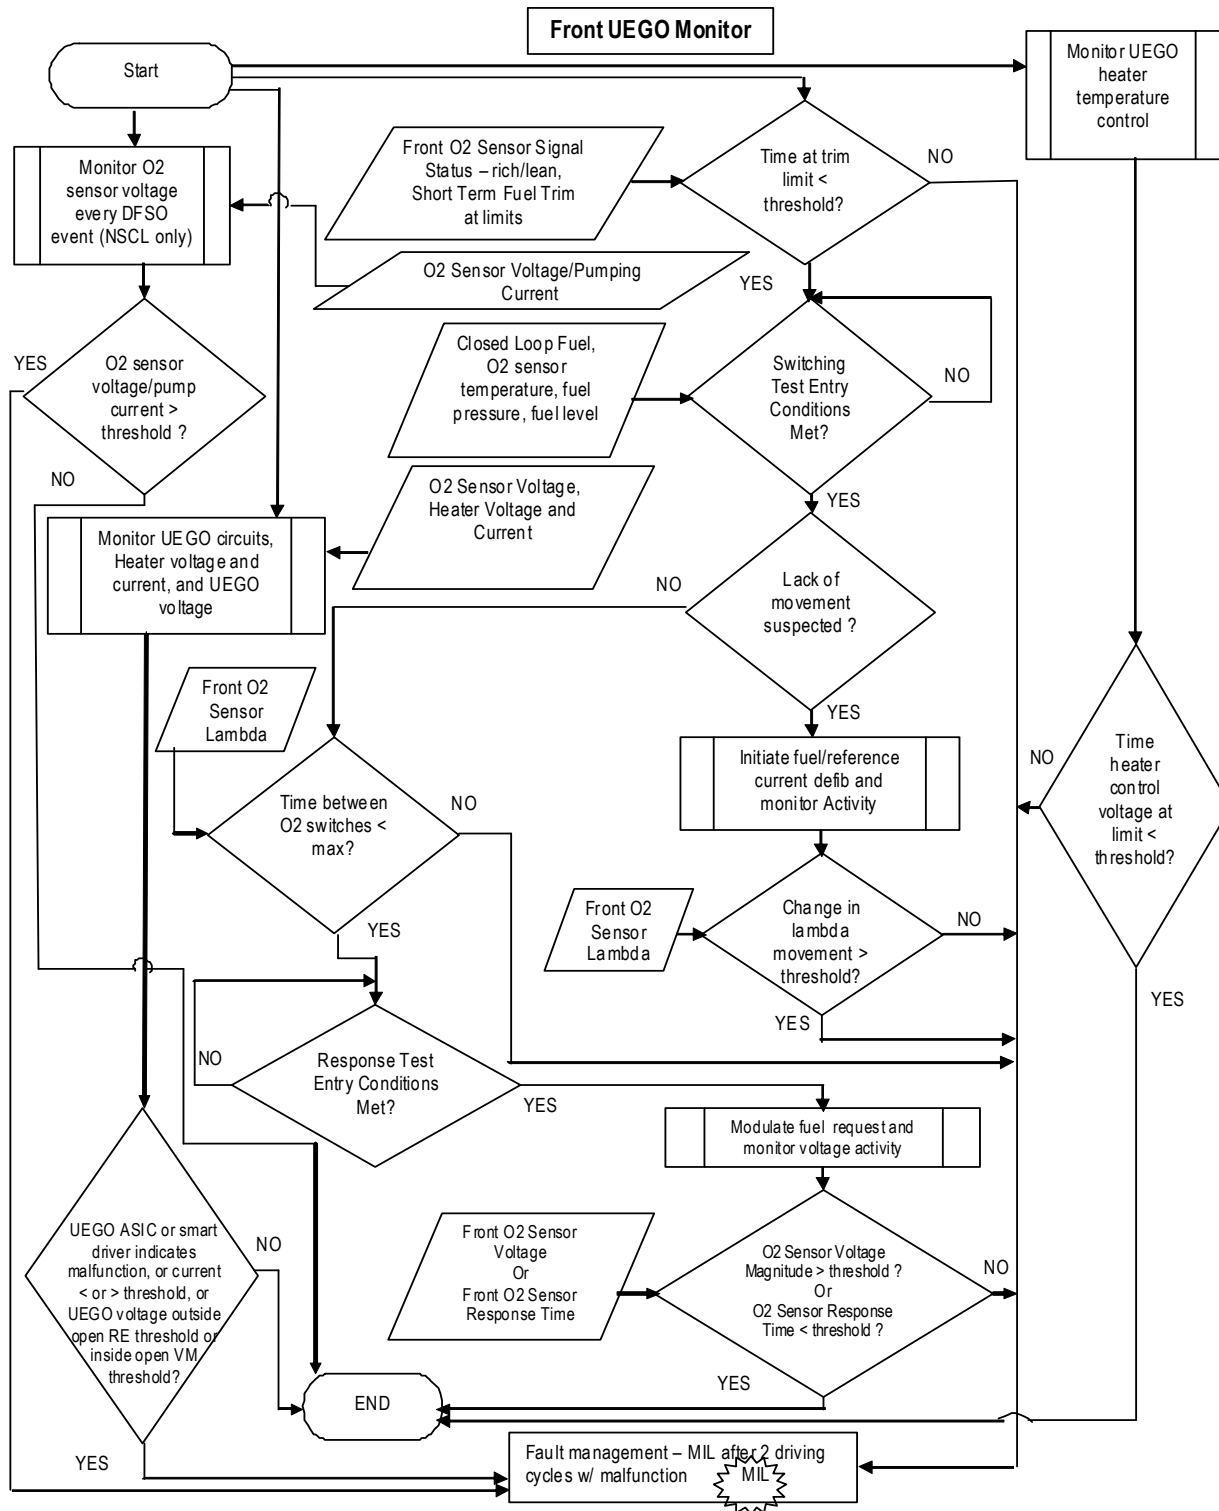 Front UEGO Monitor
Start
Monitor UEGO
heater
temperature
control
Monitor O2
sensor voltage
every DFSO
event (NSCL only)
Front O2 Sensor Signal
Status – rich/lean,
Short Term Fuel Trim
at limits
Time at trim
limit <
threshold?
NO
YES
O2 Sensor Voltage/Pumping
Current
YES
O2 sensor
voltage/pump
current >
threshold ?
NO
Closed Loop Fuel,
O2 sensor
temperature, fuel
pressure, fuel level
Switching
Test Entry
Conditions
Met?
NO
YES
O2 Sensor Voltage,
Heater Voltage and
Current
Monitor UEGO circuits,
Heater voltage and
current, and UEGO
voltage
NO
Lack of
movement
suspected ?
YES
Front O2
Sensor
Lambda
Initiate fuel/reference
current defib and
monitor Activity
NO
Time
heater
control
voltage at
limit <
threshold?
YES
Time between
O2 switches <
max?
NO
YES
Front O2
Sensor
Lambda
Change in
lambda
movement >
threshold?
NO
YES
NO
Response Test
Entry Conditions
Met?
YES
Modulate fuel request and
monitor voltage activity
UEGO ASIC or smart
driver indicates
malfunction, or current
< or > threshold, or
UEGO voltage outside
open RE threshold or
inside open VM
threshold?
NO
YES
Front O2 Sensor
Voltage
Or
Front O2 Sensor
Response Time
O2 Sensor Voltage
Magnitude > threshold ?
Or
O2 Sensor Response
Time < threshold ?
NO
YES
END
Fault management – MIL after 2 driving
cycles w/ malfunction
MIL